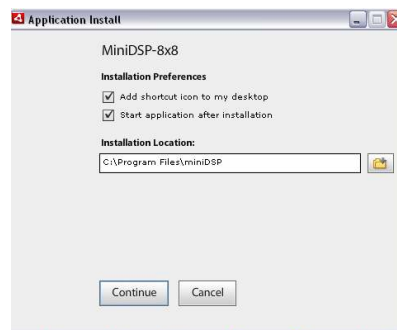 Application Install
MiniDSP-8x8
Installation Preferences
Add shortcut icon to my desktop
Start application after installation
Installation Location:
C:\Program Files\miniDSP
Continue
Cancel